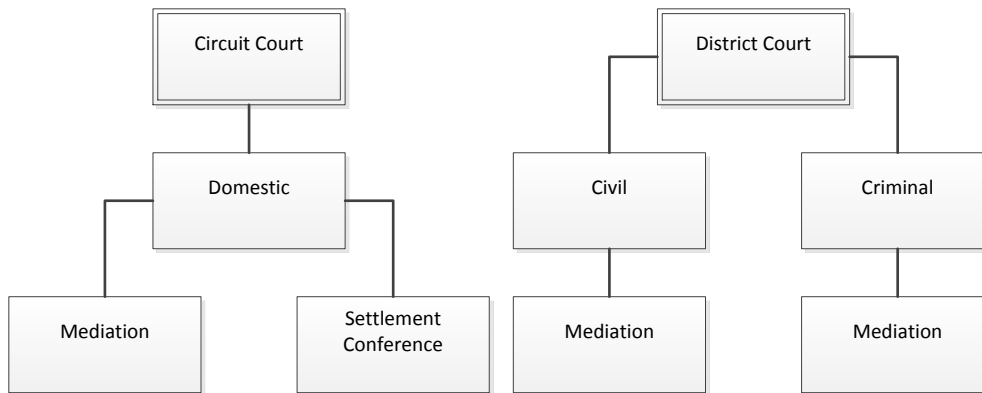 Circuit Court
District Court
Domestic
Civil
Criminal
Mediation
Settlement
Conference
Mediation
Mediation